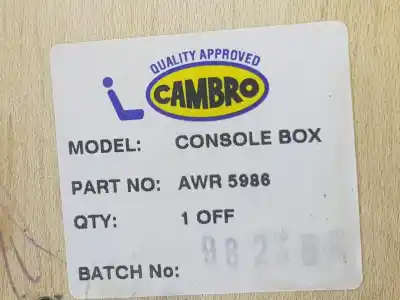 QUALITY APPROVED
CAMBRO
MODEL: CONSOLE BOX
PART NO: AWR 5986
QTY: 1 OFF
BATCH No: